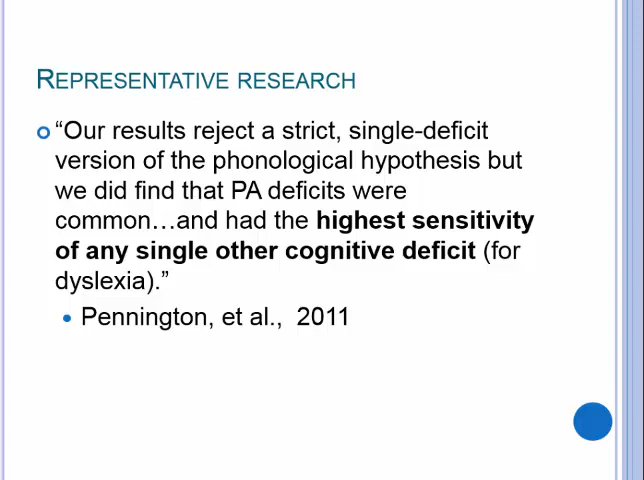 REPRESENTATIVE RESEARCH
“Our results reject a strict, single-deficit
version of the phonological hypothesis but
we did find that PA deficits were
common…and had the highest sensitivity
of any single other cognitive deficit (for
dyslexia).”
Pennington, et al.,  2011